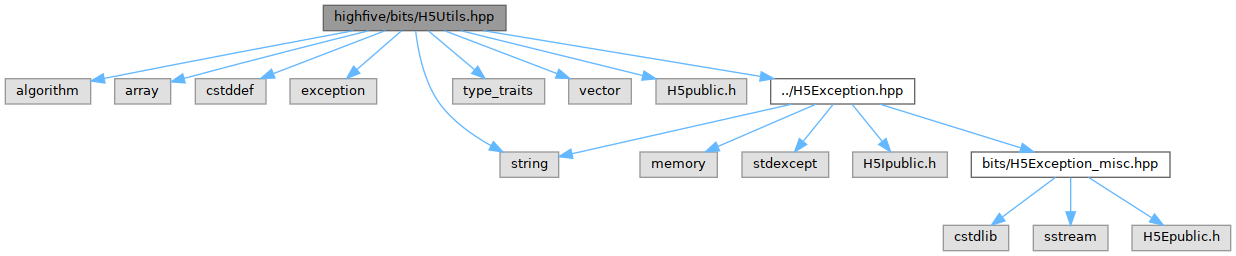 highfive/bits/H5Utils.hpp
algorithm
array
cstddef
exception
type_traits
vector
H5public.h
../H5Exception.hpp
string
memory
stdexcept
H5Ipublic.h
bits/H5Exception_misc.hpp
cstdlib
sstream
H5Epublic.h